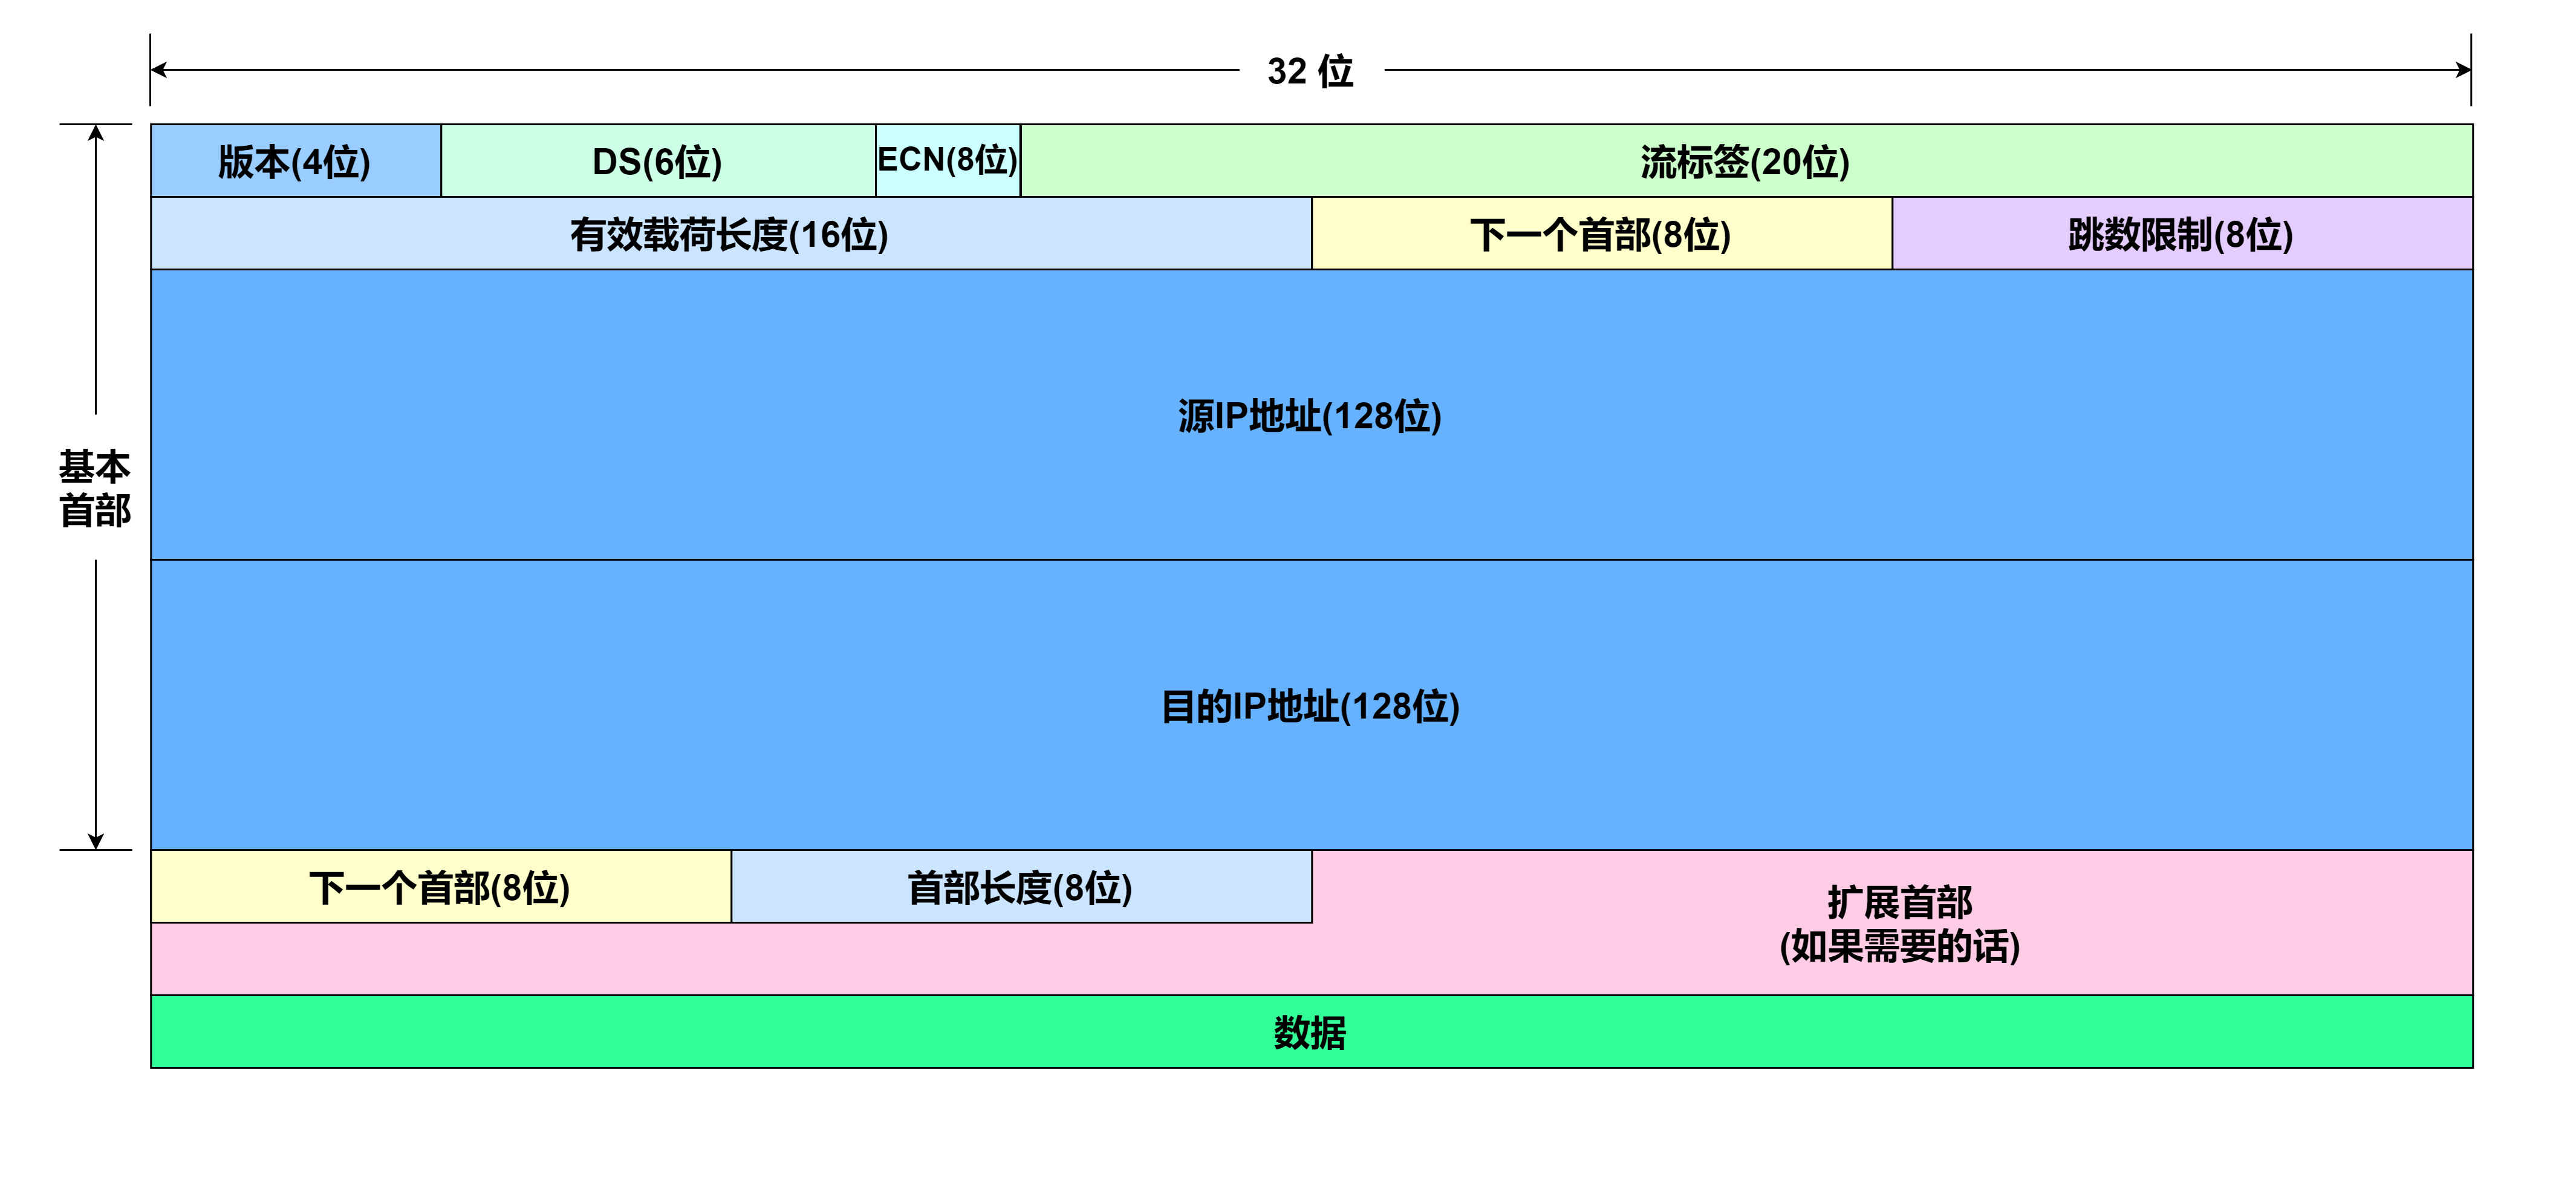 32 位
版本(4位)
DS(6位)
ECN(8位)
流标签(20位)
有效载荷长度(16位)
下一个首部(8位)
跳数限制(8位)
源IP地址(128位)
基本
首部
目的IP地址(128位)
下一个首部(8位)
首部长度(8位)
扩展首部
(如果需要的话)
数据